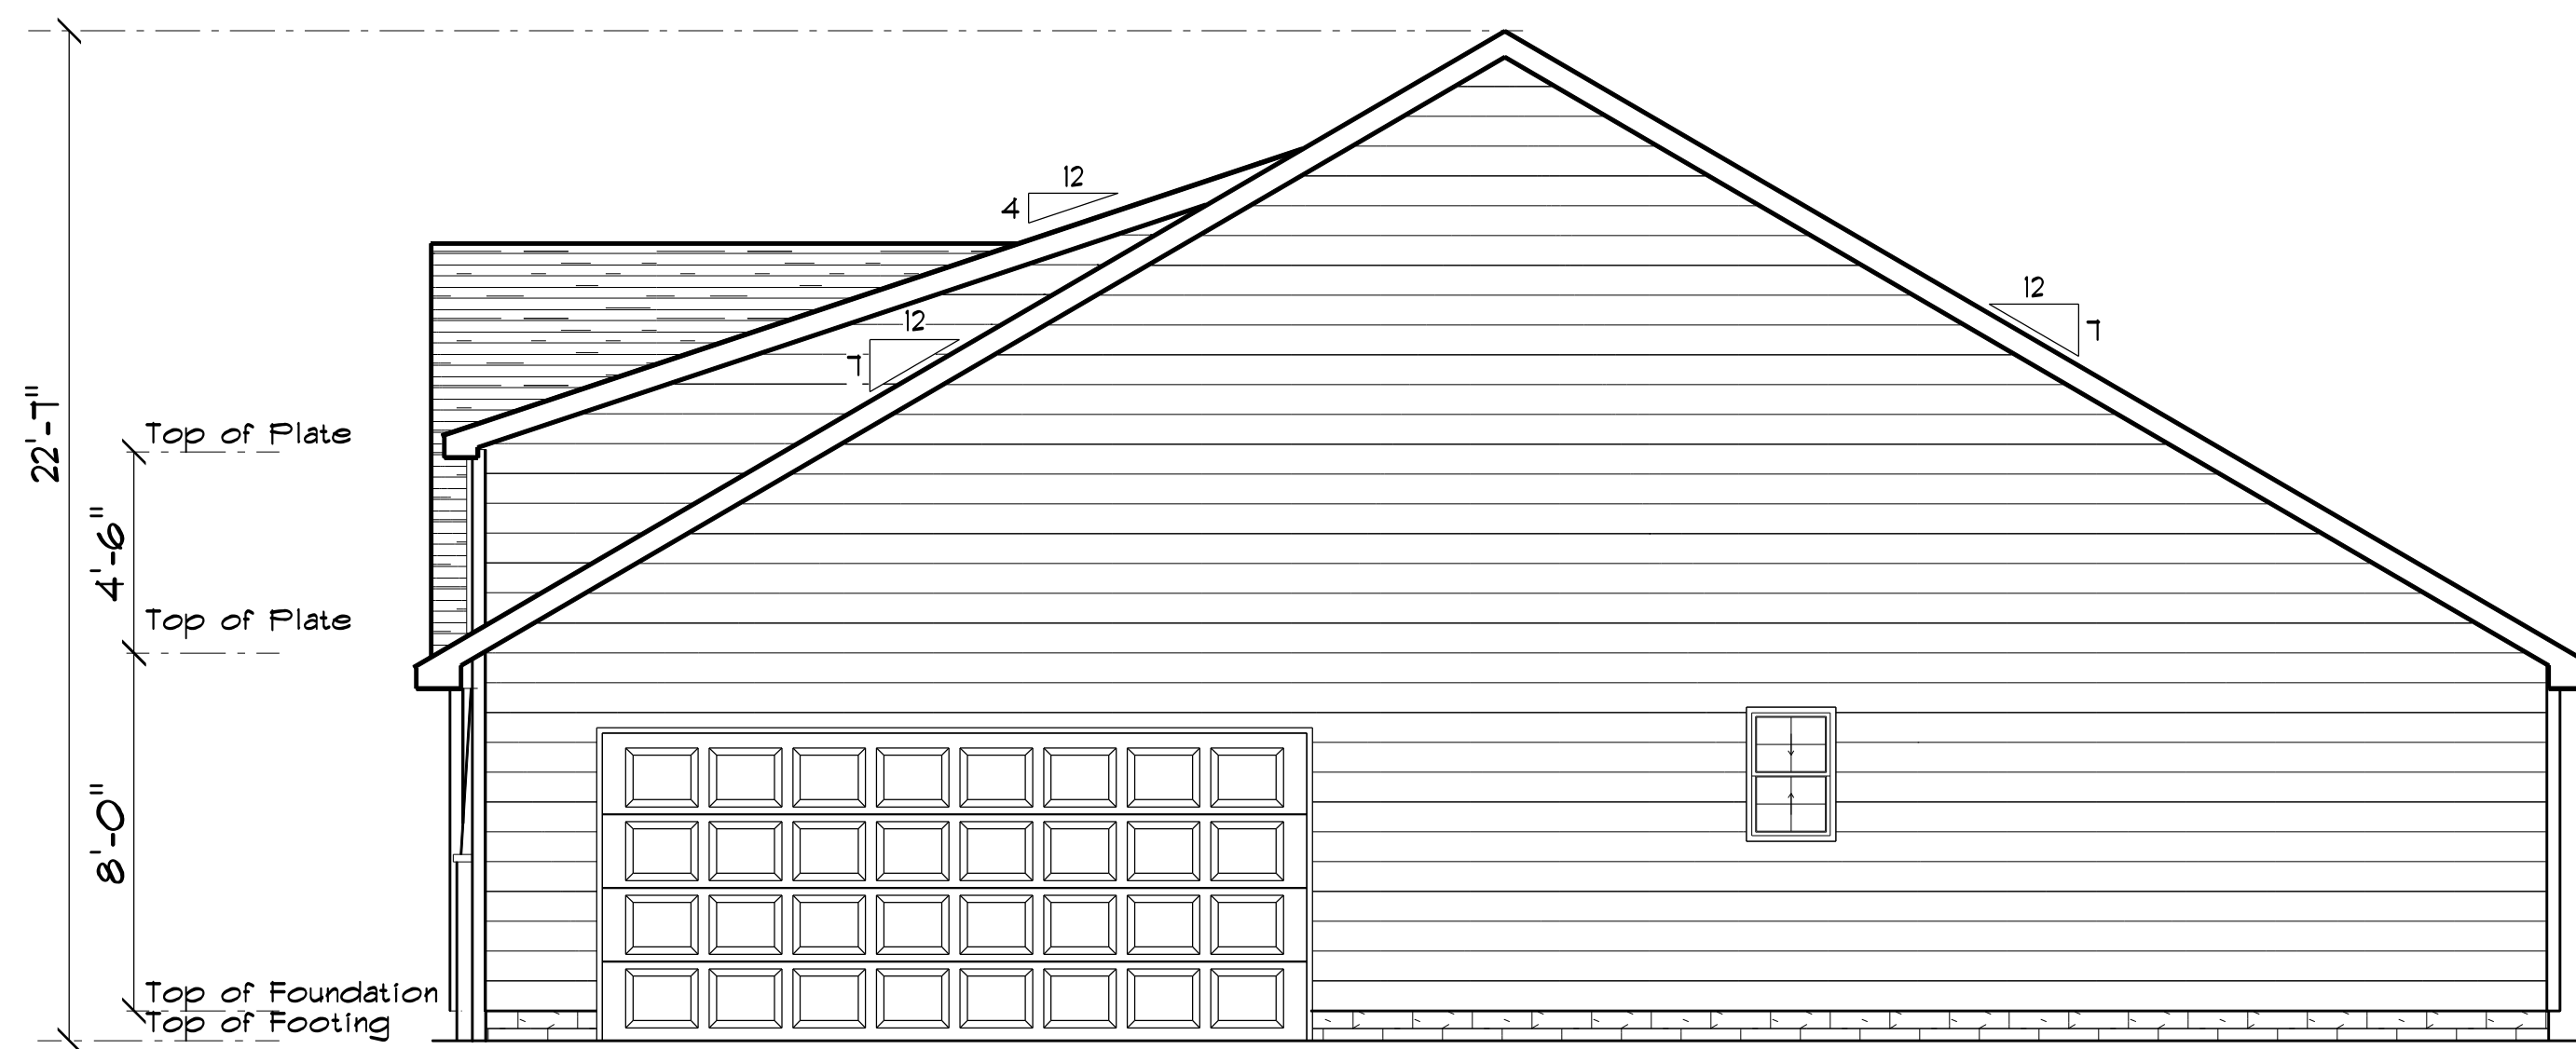 12
4
12
7
12
7
22'-7"
Top of Plate
4'-6"
Top of Plate
8'-0"
Top of Foundation
Top of Footing